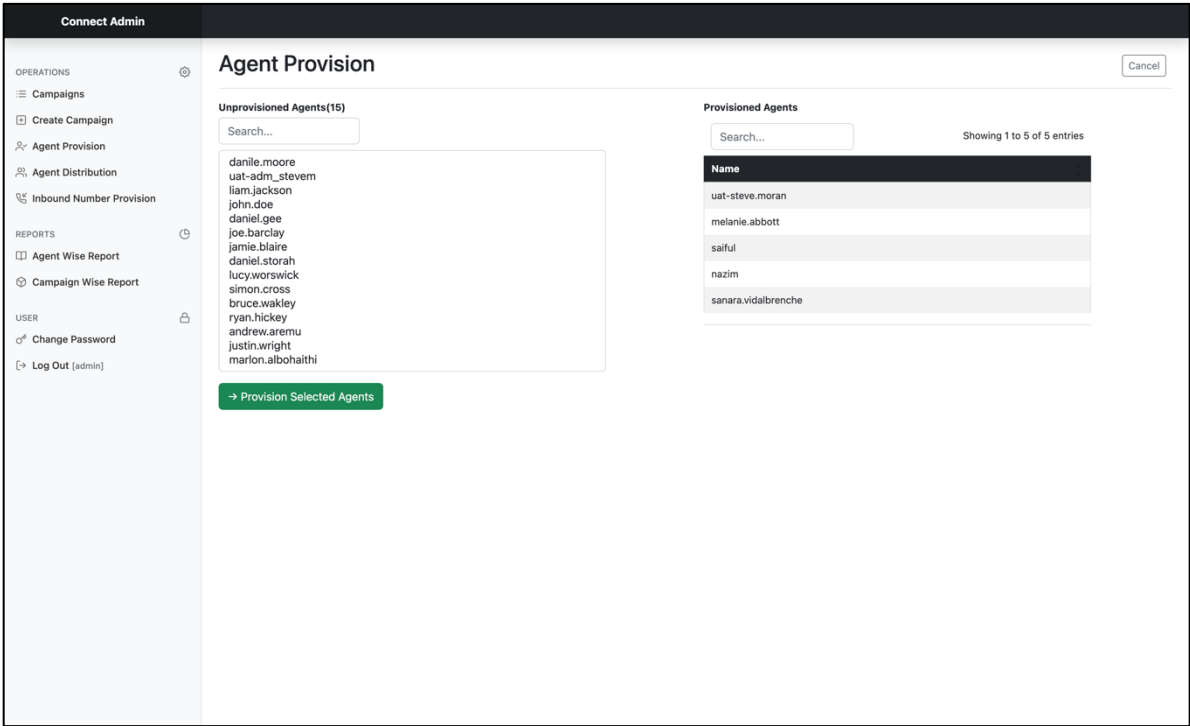 Connect Admin
OPERATIONS
Campaigns
Create Campaign
Agent Provision
Agent Distribution
Inbound Number Provision
REPORTS
Agent Wise Report
Campaign Wise Report
USER
Change Password
Log Out [admin]
Agent Provision
Cancel
Unprovisioned Agents(15)
Search...
danile.moore
uat-adm_stevem
liam.jackson
john.doe
daniel.gee
joe.barclay
jamie.blaire
daniel.storah
lucy.worswick
simon.cross
bruce.wakley
ryan.hickey
andrew.aremu
justin.wright
marlon.albohaithi
→ Provision Selected Agents
Provisioned Agents
Search...
Showing 1 to 5 of 5 entries
Name
uat-steve.moran
melanie.abbott
saiful
nazim
sanara.vidalbrenche